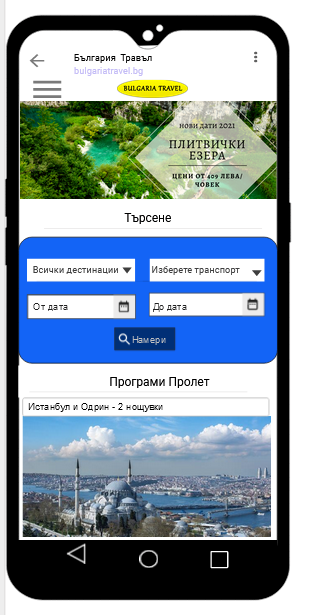 България Травъл
bulgariatravel.bg
BULGARIA TRAVEL
НОВИ ДАТИ 2021
ПЛИТВИЧКИ
ЕЗЕРА
ЦЕНИ ОТ 409 ЛЕВА/
ЧОВЕК
Търсене
Всички дестинации
Изберете транспорт
От дата
До дата
Намери
Програми Пролет
Истанбул и Одрин - 2 нощувки